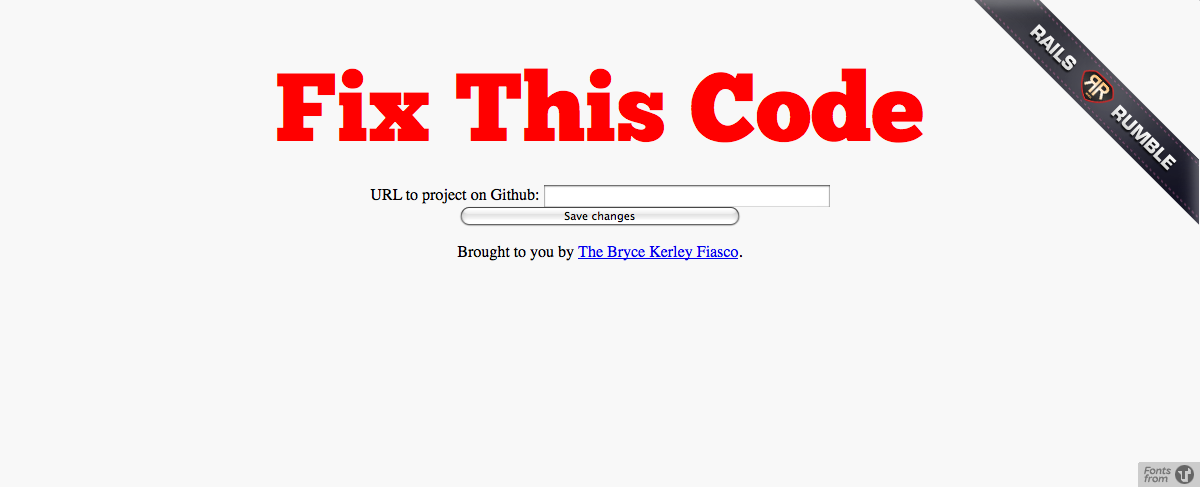 Fix This Code
RAILS
RR
RUMBLE
URL to project on Github:
Save changes
Brought to you by The Bryce Kerley Fiasco.
Fonts
from